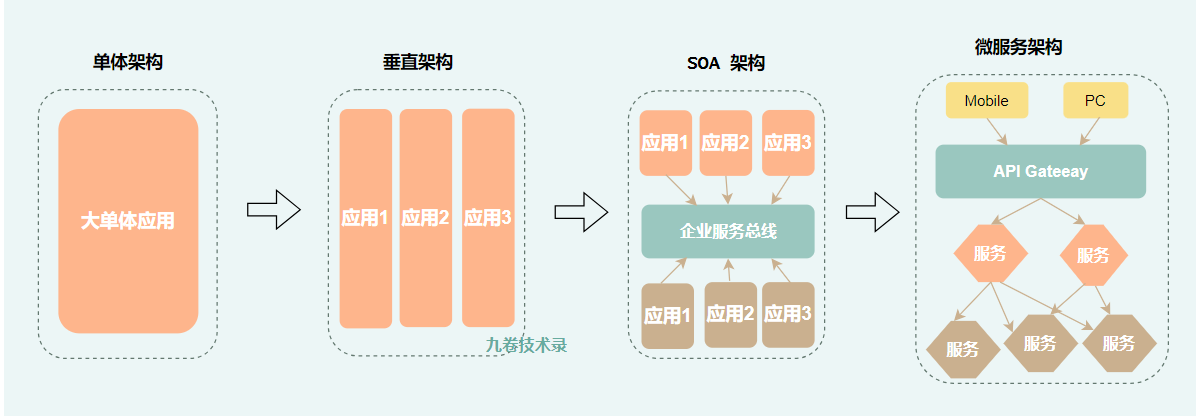 单体架构
大单体应用
垂直架构
应用1
应用2
应用3
九卷技术录
SOA 架构
应用1
应用2
应用3
企业服务总线
应用1
应用2
应用3
微服务架构
Mobile
PC
API Gateeay
服务
服务
服务
服务
服务